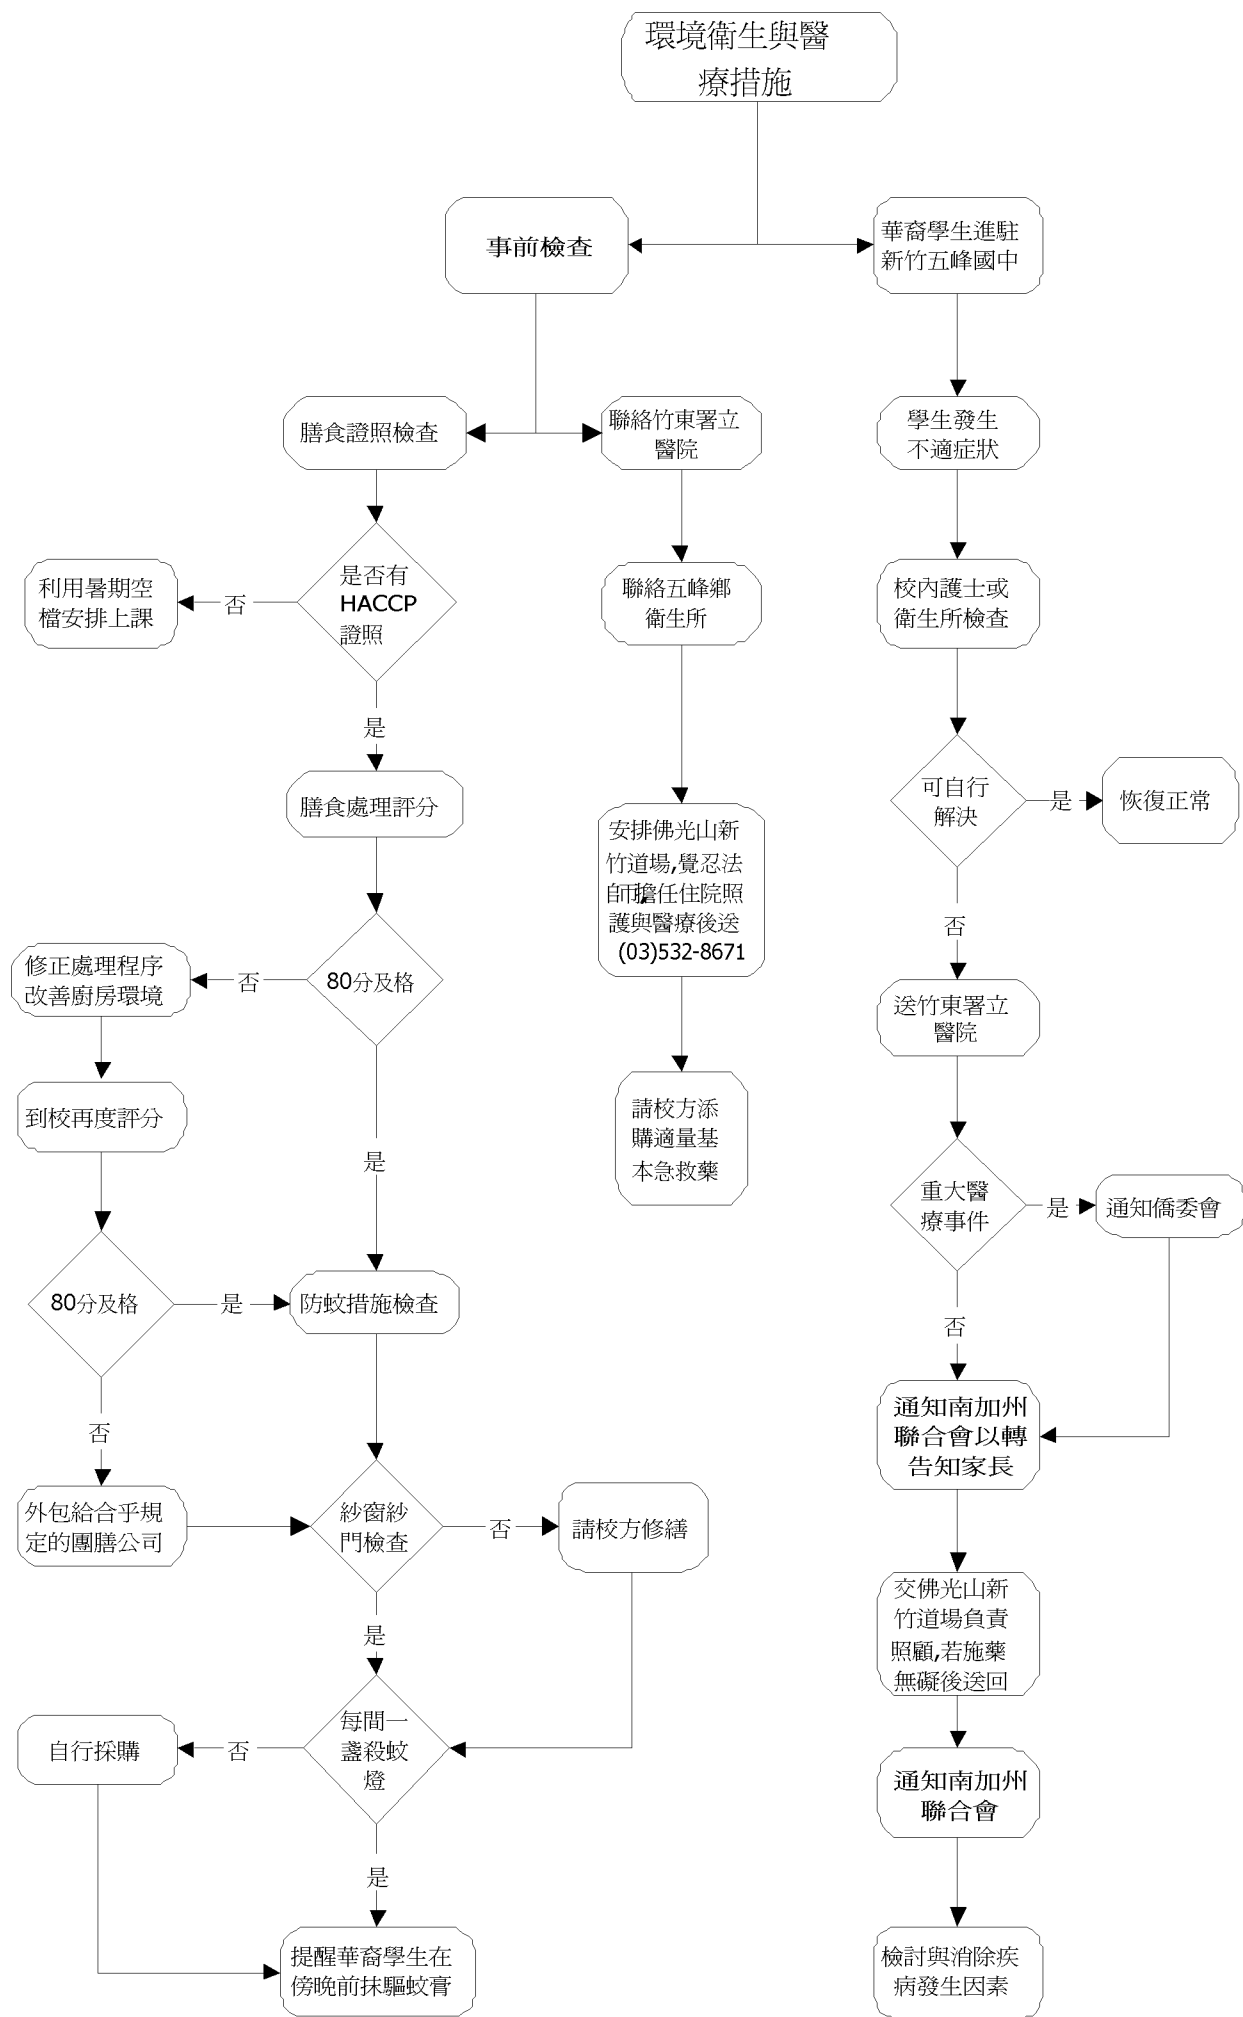 環境衛生與醫
療措施
事前檢查
華裔學生進駐
新竹五峰國中
膳食證照檢查
聯絡竹東署立
醫院
學生發生
不適症狀
是否有
HACCP
證照
否
利用暑期空
檔安排上課
聯絡五峰鄉
衛生所
校內護士或
衛生所檢查
是
膳食處理評分
安排佛光山新
竹道場,覺忍法
師,擔任住院照
護與醫療後送
(03)532-8671
可自行
解決
是
恢復正常
否
80分及格
否
修正處理程序
改善廚房環境
送竹東署立
醫院
到校再度評分
是
請校方添
購適量基
本急救藥
重大醫
療事件
是
通知僑委會
80分及格
是
防蚊措施檢查
否
否
通知南加州
聯合會以轉
告知家長
外包給合乎規
定的團膳公司
紗窗紗
門檢查
否
請校方修繕
是
交佛光山新
竹道場負責
照顧,若施藥
無礙後送回
每間一
盞殺蚊
燈
否
自行採購
通知南加州
聯合會
是
提醒華裔學生在
傍晚前抹驅蚊膏
檢討與消除疾
病發生因素